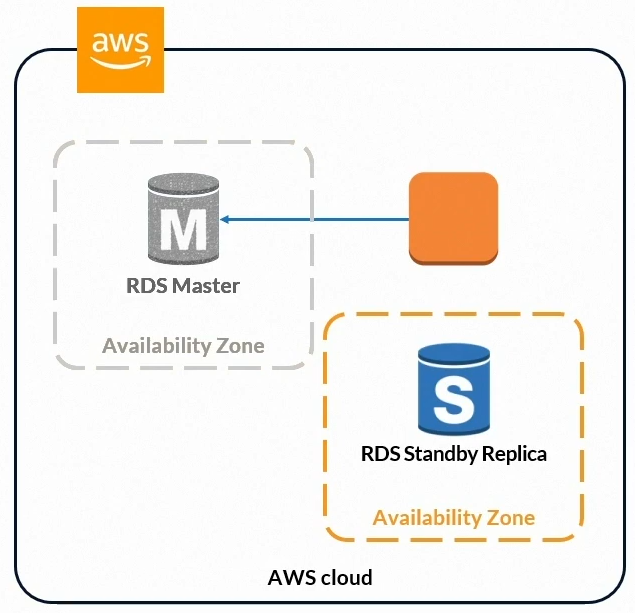 aws
M
RDS Master
Availability Zone
S
RDS Standby Replica
Availability Zone
AWS cloud